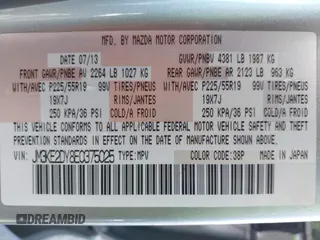 MFD. BY MAZDA MOTOR CORPORATION
DATE 07/13 GVWR/PNBV 4381 LB 1987 KG
FRONT GAWR/PNBE AV 2264 LB 1027 KG REAR GAWR/PNBE AR 2123 LB 963 KG
WITH/AVEC P225/55R19 99V TIRES/PNEUS WITH/AVEC P225/55R19 99V TIRES/PNEUS
19X7J RIMS/JANTES 19X7J RIMS/JANTES
250 KPA/36 PSI COLD/A FROID 250 KPA/36 PSI COLD/A FROID
THIS VEHICLE CONFORMS TO ALL APPLICABLE FEDERAL MOTOR VEHICLE SAFETY, BUMPER, AND THEFT
PREVENTION STANDARDS IN EFFECT ON THE DATE OF MANUFACTURE SHOWN ABOVE.
VIN: JM3KE2DY8E0375025 TYPE: MPV COLOR CODE: 38P MADE IN JAPAN
© DRIVEBIDRIDE